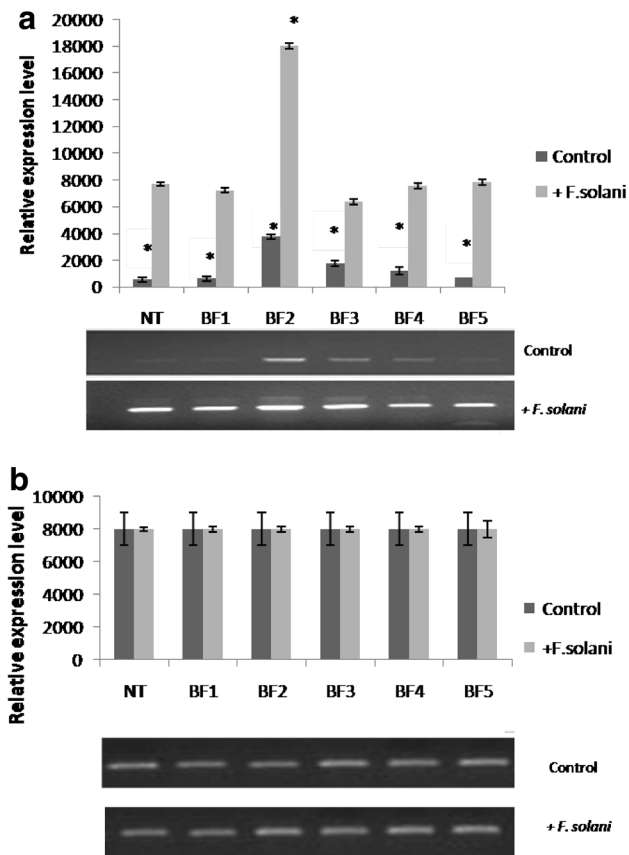 a
Relative expression level
20000
18000
16000
14000
12000
10000
8000
6000
4000
2000
0
*
* * * * * *
Control
+ F.solani
NT BF1 BF2 BF3 BF4 BF5
Control
+ F. solani
b
Relative expression level
10000
8000
6000
4000
2000
0
Control
+F.solani
NT BF1 BF2 BF3 BF4 BF5
Control
+ F. solani